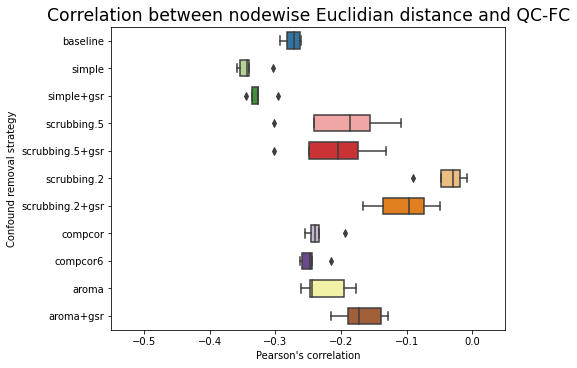 Correlation between nodewise Euclidian distance and QC-FC
Confound removal strategy
baseline
simple
simple+gsr
scrubbing.5
scrubbing.5+gsr
scrubbing.2
scrubbing.2+gsr
compcor
compcor6
aroma
aroma+gsr
−0.5 −0.4 −0.3 −0.2 −0.1 0.0
Pearson's correlation